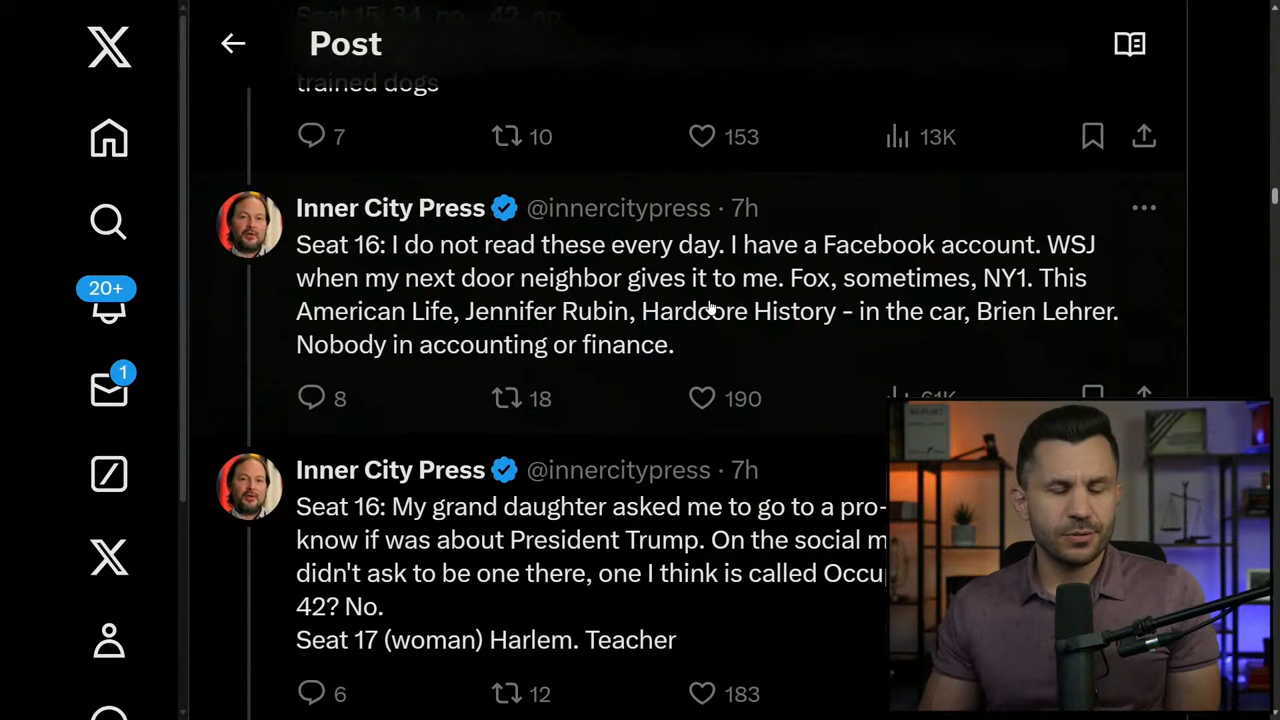 Post
trained dogs
7
10
153
13K
Inner City Press @innercitypress · 7h
Seat 16: I do not read these every day. I have a Facebook account. WSJ
when my next door neighbor gives it to me. Fox, sometimes, NY1. This
American Life, Jennifer Rubin, Hardcore History - in the car, Brien Lehrer.
Nobody in accounting or finance.
8
18
190
61K
20+
1
Inner City Press @innercitypress · 7h
Seat 16: My grand daughter asked me to go to a pro-
know if was about President Trump. On the social m
didn't ask to be one there, one I think is called Occu
42? No.
Seat 17 (woman) Harlem. Teacher
6
12
183